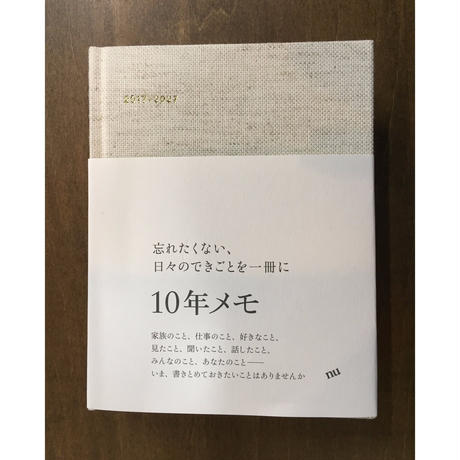 2017-2027
忘れたくない、
日々のできごとを一冊に
10年メモ
家族のこと、仕事のこと、好きなこと、
見たこと、聞いたこと、話したこと、
みんなのこと、あなたのこと——
いま、書きとめておきたいことはありませんか
nu